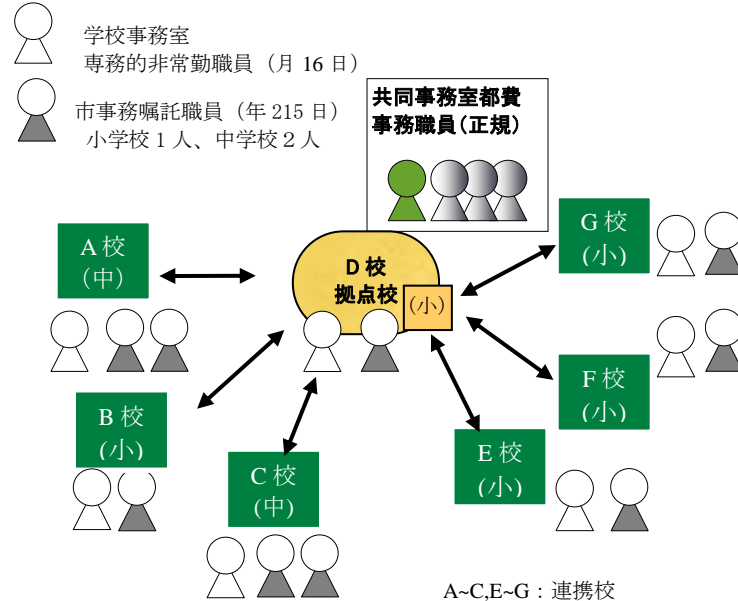 学校事務室
専務的非常勤職員（月 16 日）
市事務嘱託職員（年 215 日）
小学校 1 人、中学校 2 人
共同事務室都費
事務職員（正規）
A 校
（中）
D 校
拠点校
（小）
G 校
(小)
B 校
(小)
C 校
(中)
E 校
(小)
F 校
(小)
A~C,E~G：連携校